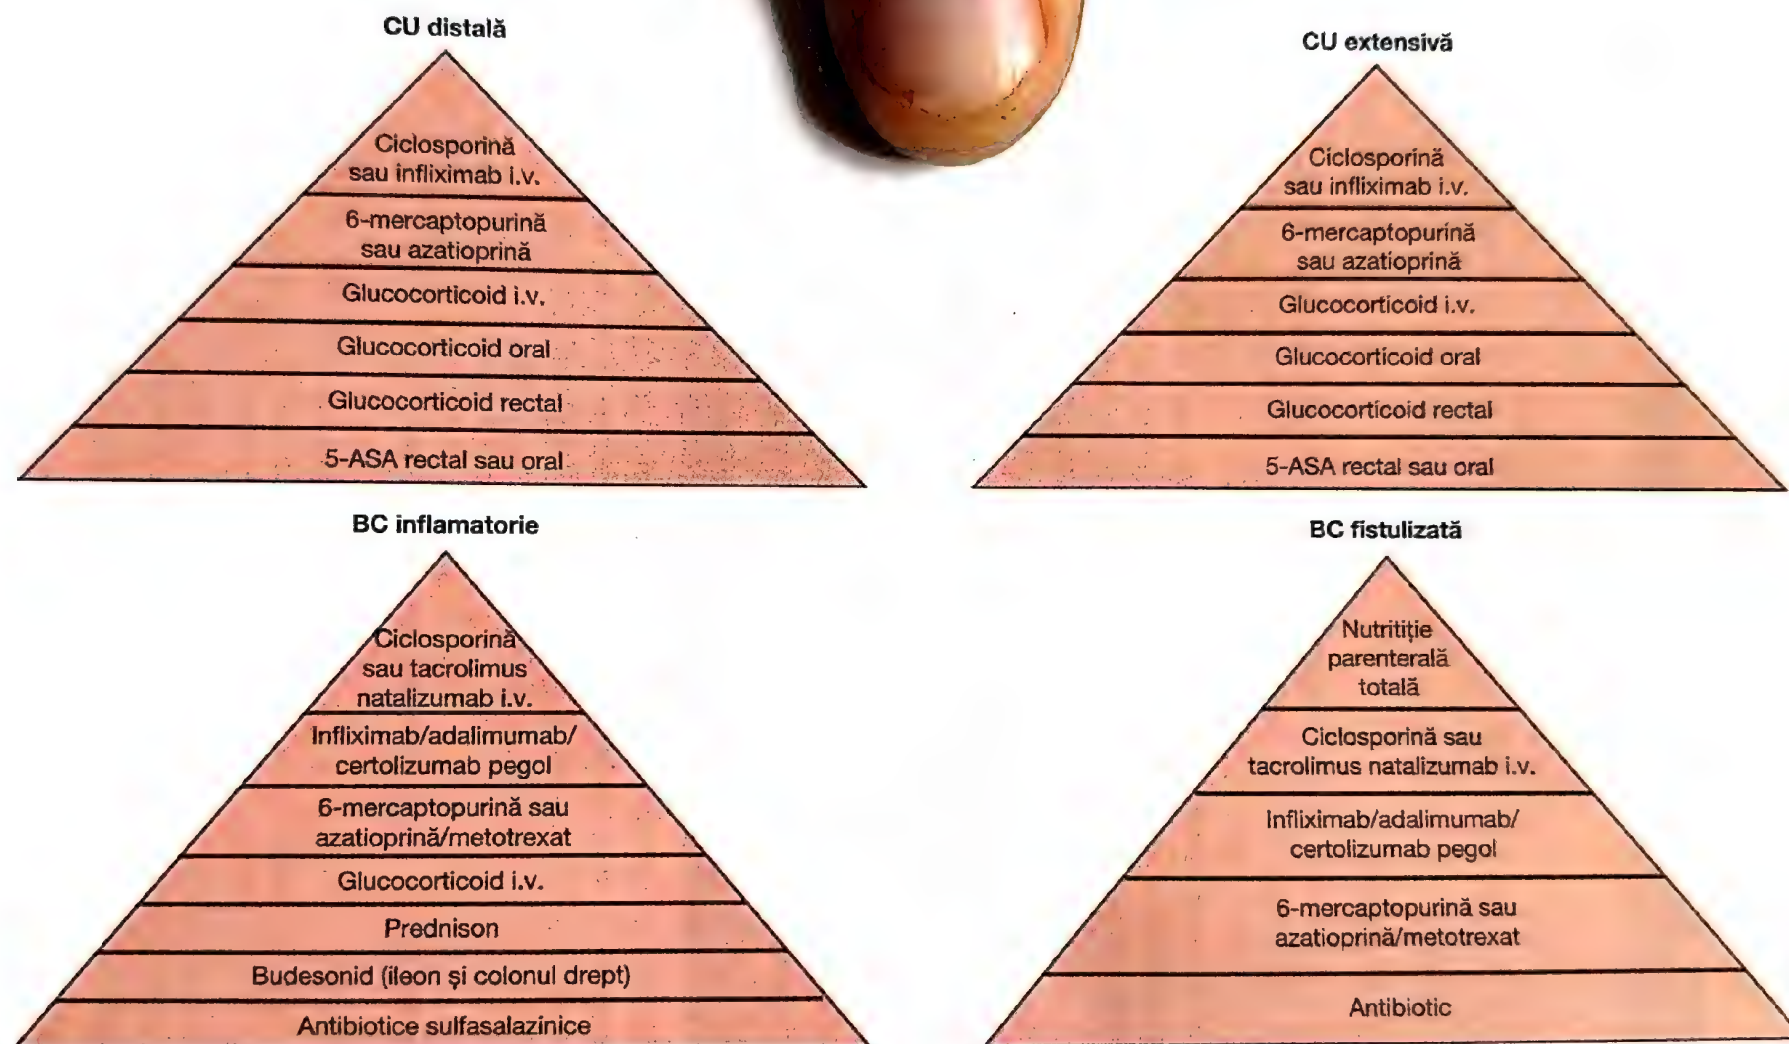 CU distală
Ciclosporină
sau infliximab i.v.
6-mercaptopurină
sau azatioprină
Glucocorticoid i.v.
Glucocorticoid oral
Glucocorticoid rectal
5-ASA rectal sau oral
CU extensivă
Ciclosporină
sau infliximab i.v.
6-mercaptopurină
sau azatioprină
Glucocorticoid i.v.
Glucocorticoid oral
Glucocorticoid rectal
5-ASA rectal sau oral
BC inflamatorie
Ciclosporină
sau tacrolimus
natalizumab i.v.
Infliximab/adalimumab/
certolizumab pegol
6-mercaptopurină sau
azatioprină/metotrexat
Glucocorticoid i.v.
Prednison
Budesonid (ileon și colonul drept)
Antibiotice sulfasalazinice
BC fistulizată
Nutritiție
parenterală
totală
Ciclosporină sau
tacrolimus natalizumab i.v.
Infliximab/adalimumab/
certolizumab pegol
6-mercaptopurină sau
azatioprină/metotrexat
Antibiotic